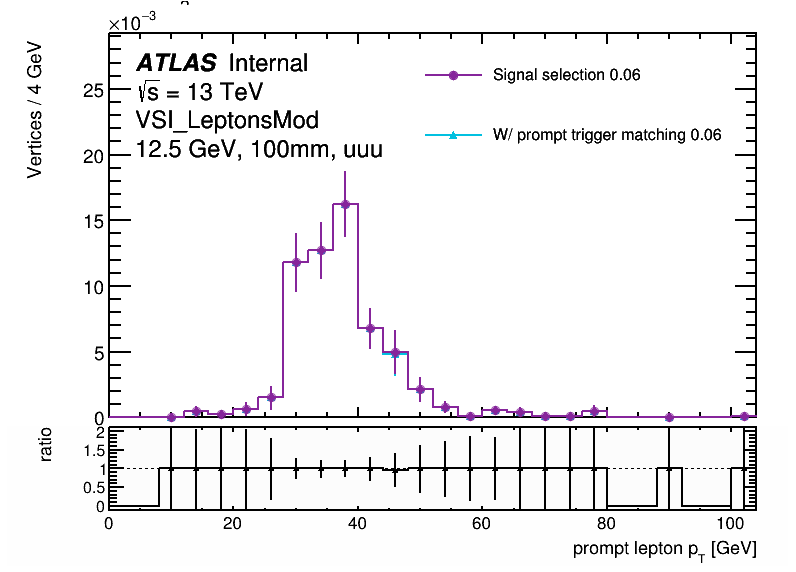 ×10⁻³
ATLAS Internal
√s = 13 TeV
VSI_LeptonsMod
12.5 GeV, 100mm, uuu
Signal selection 0.06
W/ prompt trigger matching 0.06
Vertices / 4 GeV
25
20
15
10
5
0
ratio
2
1.5
1
0.5
0
0 20 40 60 80 100
prompt lepton p_T [GeV]